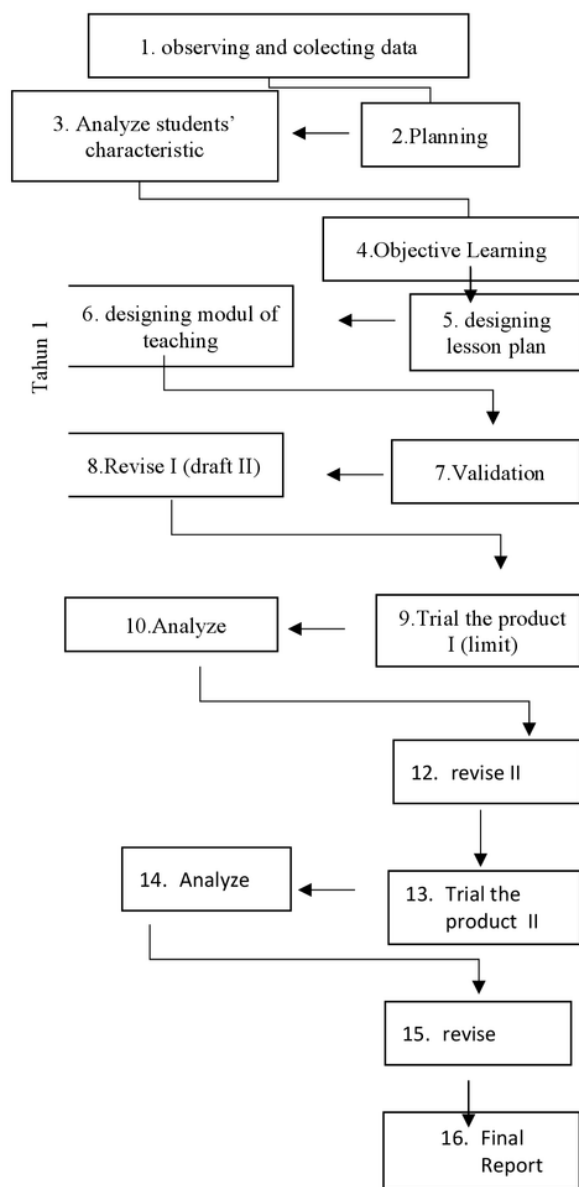 1. observing and colecting data
3. Analyze students’
characteristic
2.Planning
4.Objective Learning
6. designing modul of
teaching
5. designing
lesson plan
Tahun 1
8.Revise I (draft II)
7.Validation
10.Analyze
9.Trial the product
I (limit)
12. revise II
14. Analyze
13. Trial the
product II
15. revise
16. Final
Report